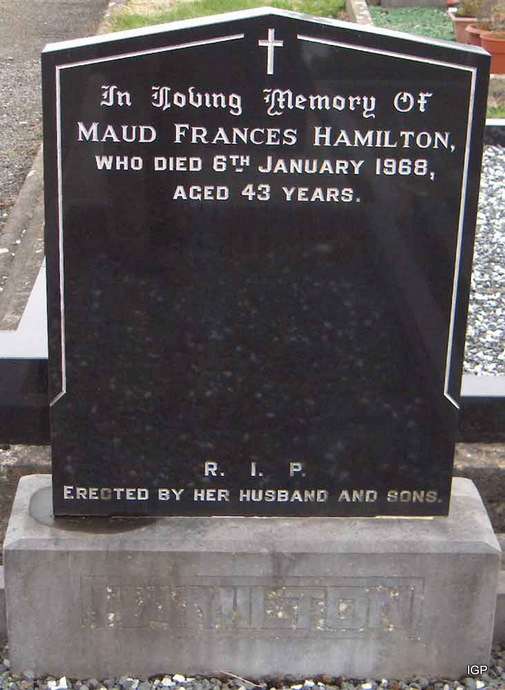 In Loving Memory Of
MAUD FRANCES HAMILTON,
WHO DIED 6TH JANUARY 1968,
AGED 43 YEARS.
R. I. P.
ERECTED BY HER HUSBAND AND SONS.
HAMILTON
IGP